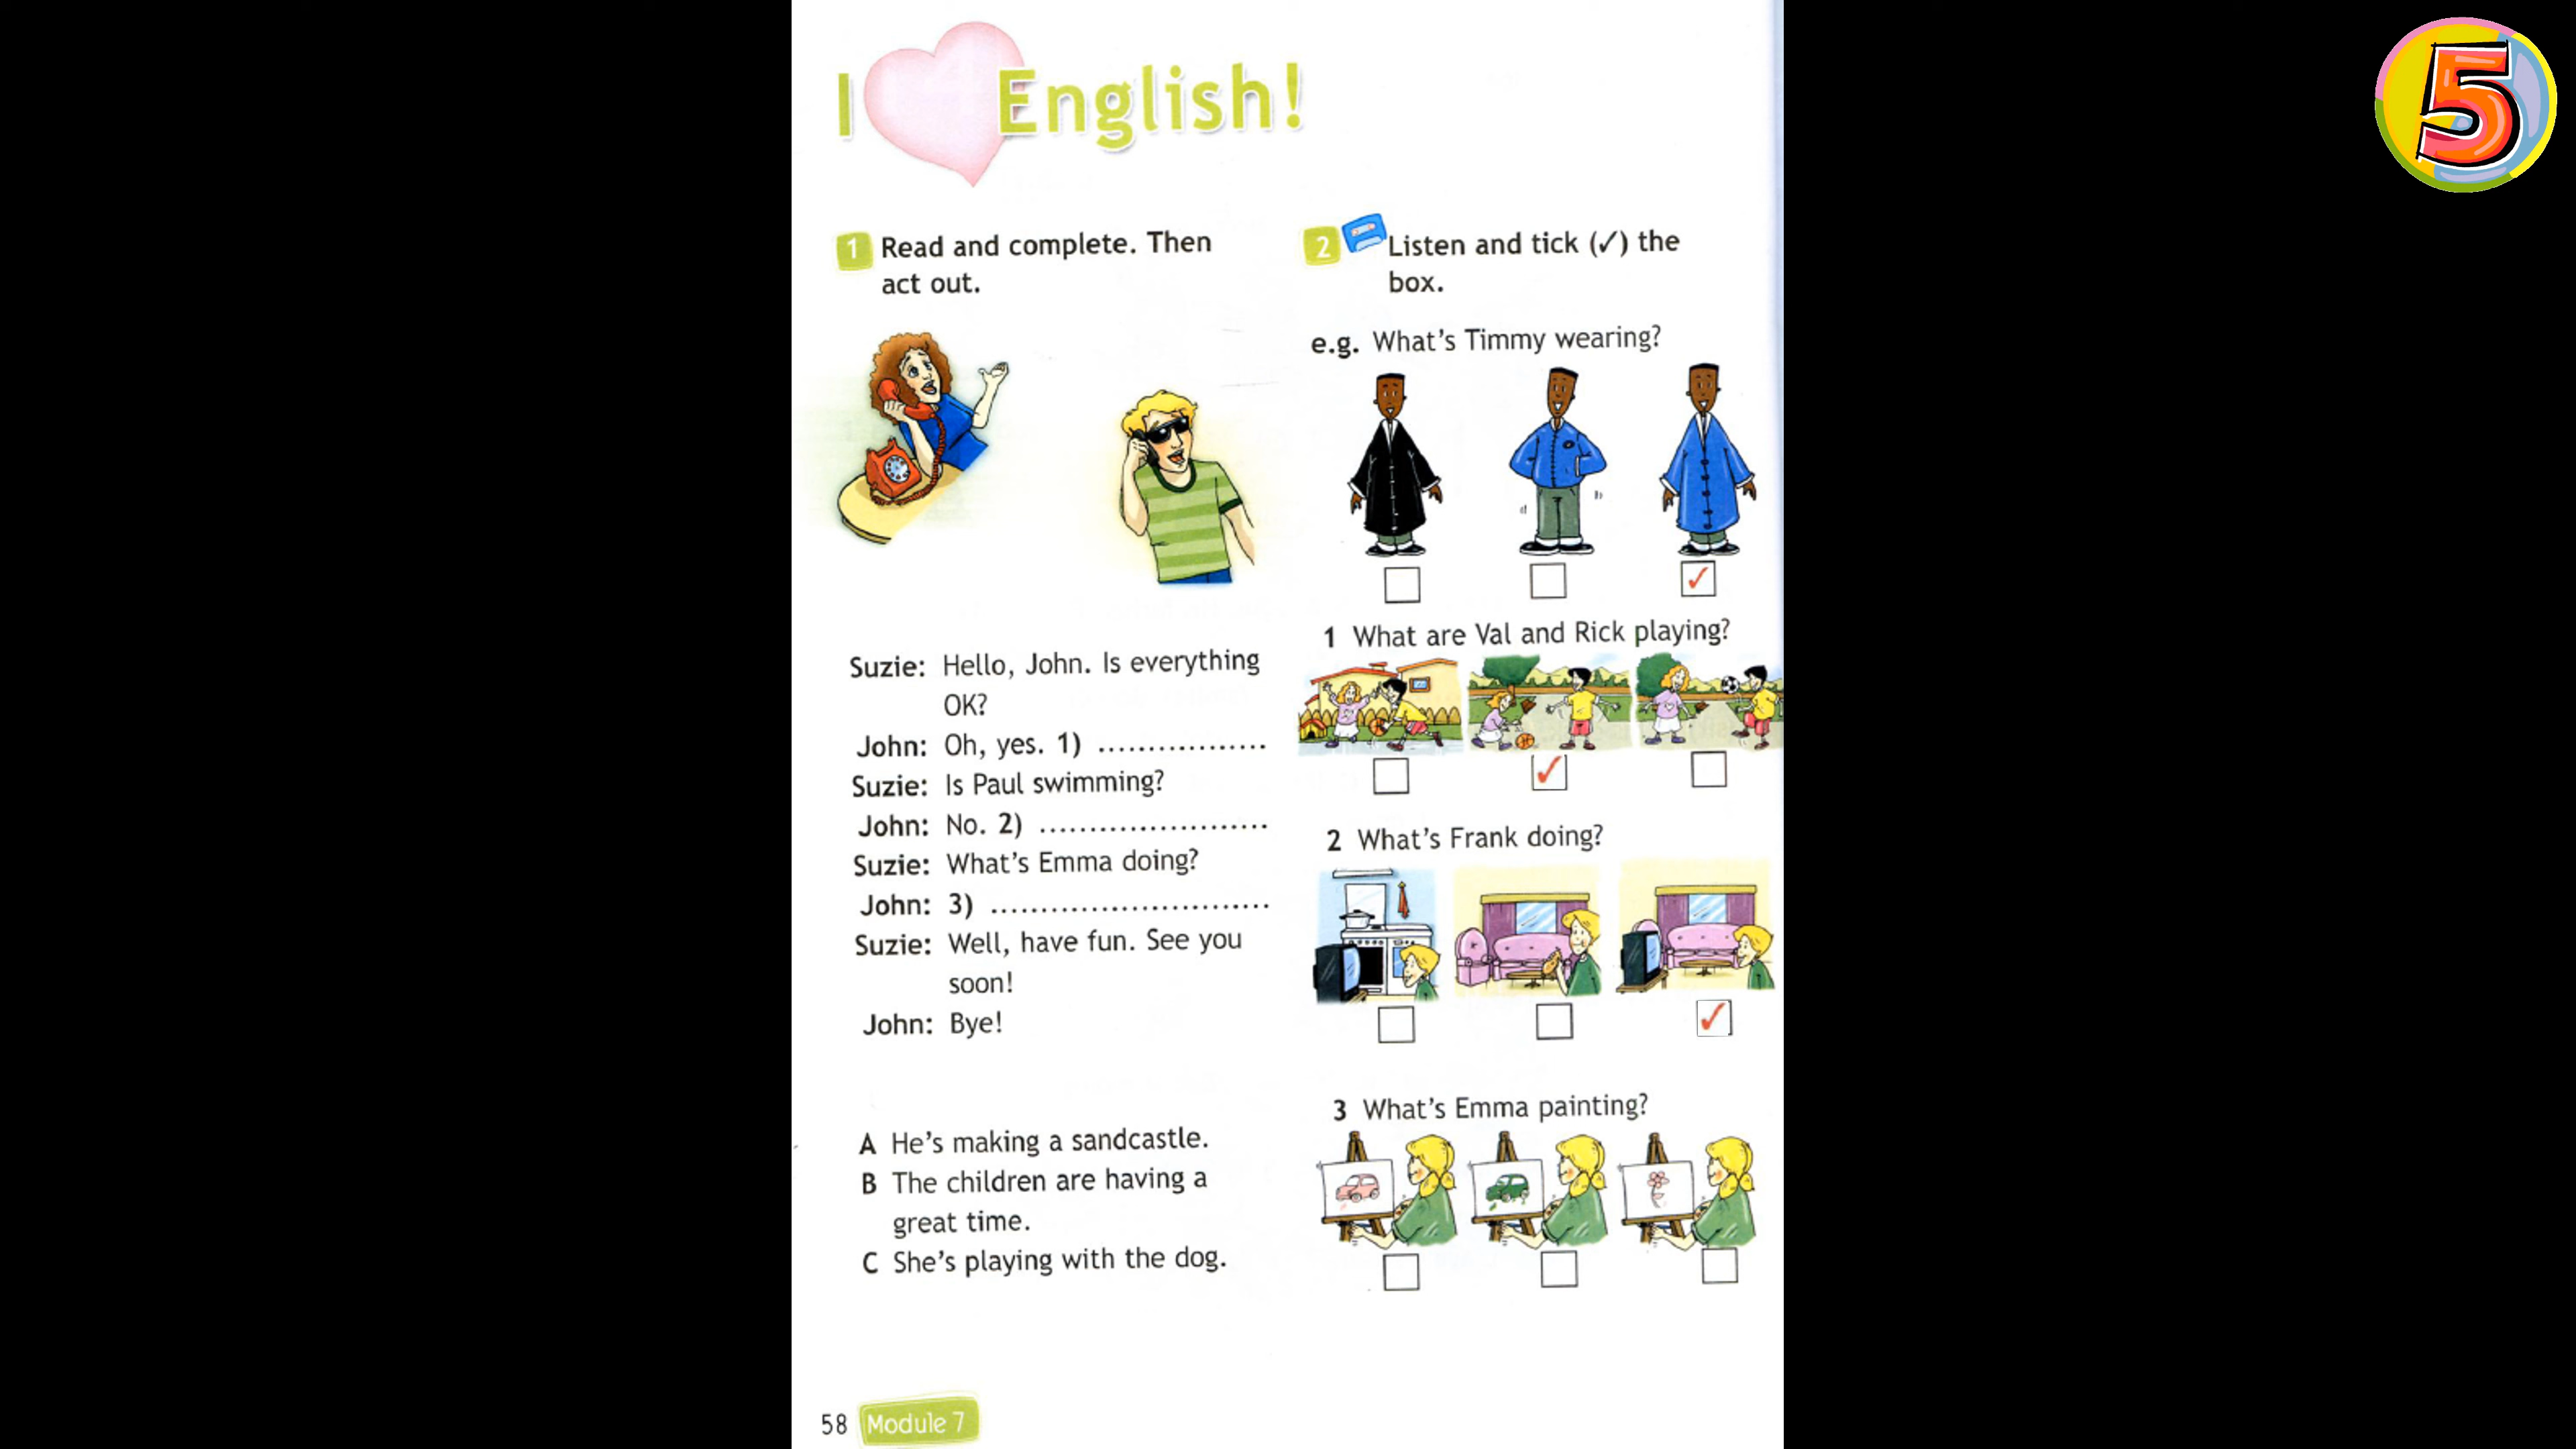 I English!
5
1 Read and complete. Then
act out.
Suzie: Hello, John. Is everything
OK?
John: Oh, yes. 1) .................
Suzie: Is Paul swimming?
John: No. 2) .......................
Suzie: What's Emma doing?
John: 3) ............................
Suzie: Well, have fun. See you
soon!
John: Bye!
A He's making a sandcastle.
B The children are having a
great time.
C She's playing with the dog.
2 Listen and tick (✓) the
box.
e.g. What's Timmy wearing?
1 What are Val and Rick playing?
2 What's Frank doing?
3 What's Emma painting?
58 Module 7